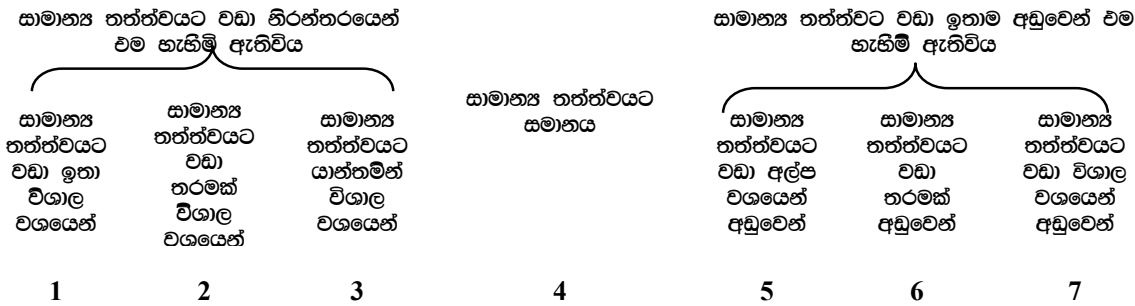 සාමාන්‍ය තත්ත්වයට වඩා නිරන්තරයෙන්
එම හැඟීම් ඇතිවිය
සාමාන්‍ය තත්ත්වට වඩා ඉතාම අඩුවෙන් එම
හැඟීම් ඇතිවිය
සාමාන්‍ය
තත්ත්වයට
වඩා ඉතා
විශාල
වශයෙන්
සාමාන්‍ය
තත්ත්වයට
වඩා
තරමක්
විශාල
වශයෙන්
සාමාන්‍ය
තත්ත්වයට
යාන්තමින්
විශාල
වශයෙන්
සාමාන්‍ය තත්ත්වයට
සමානය
සාමාන්‍ය
තත්ත්වයට
වඩා අල්ප
වශයෙන්
අඩුවෙන්
සාමාන්‍ය
තත්ත්වයට
වඩා
තරමක්
අඩුවෙන්
සාමාන්‍ය
තත්ත්වයට
වඩා විශාල
වශයෙන්
අඩුවෙන්
1 2 3 4 5 6 7